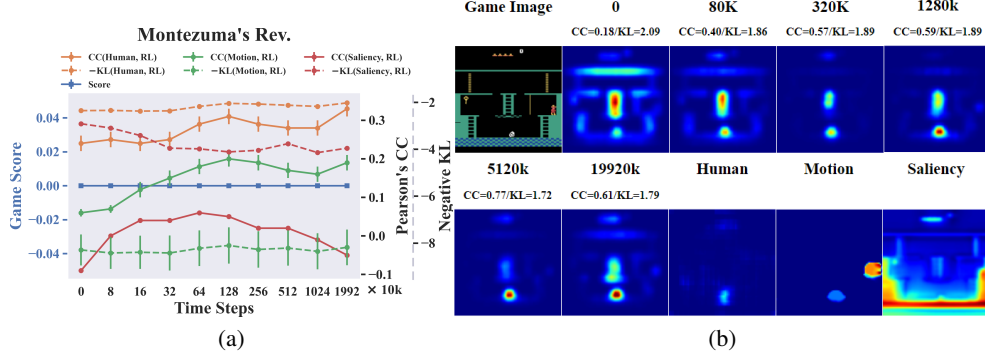 Montezuma's Rev.
CC(Human, RL) CC(Motion, RL) CC(Saliency, RL)
−KL(Human, RL) −KL(Motion, RL) −KL(Saliency, RL)
Score
Game Score
0.04
0.02
0.00
−0.02
−0.04
0 8 16 32 64 128 256 512 1024 1992 × 10k
Time Steps
0.3
0.2
0.1
0.0
−0.1
Pearson's CC
−2
−4
−6
−8
Negative KL
(a)
Game Image 0 80K 320K 1280k
CC=0.18/KL=2.09 CC=0.40/KL=1.86 CC=0.57/KL=1.89 CC=0.59/KL=1.89
5120k 19920k Human Motion Saliency
CC=0.77/KL=1.72 CC=0.61/KL=1.79
(b)